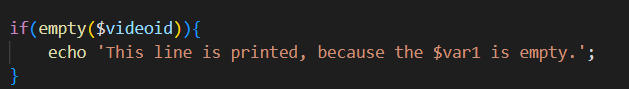 if(empty($videoid)){
    echo 'This line is printed, because the $var1 is empty.';
}